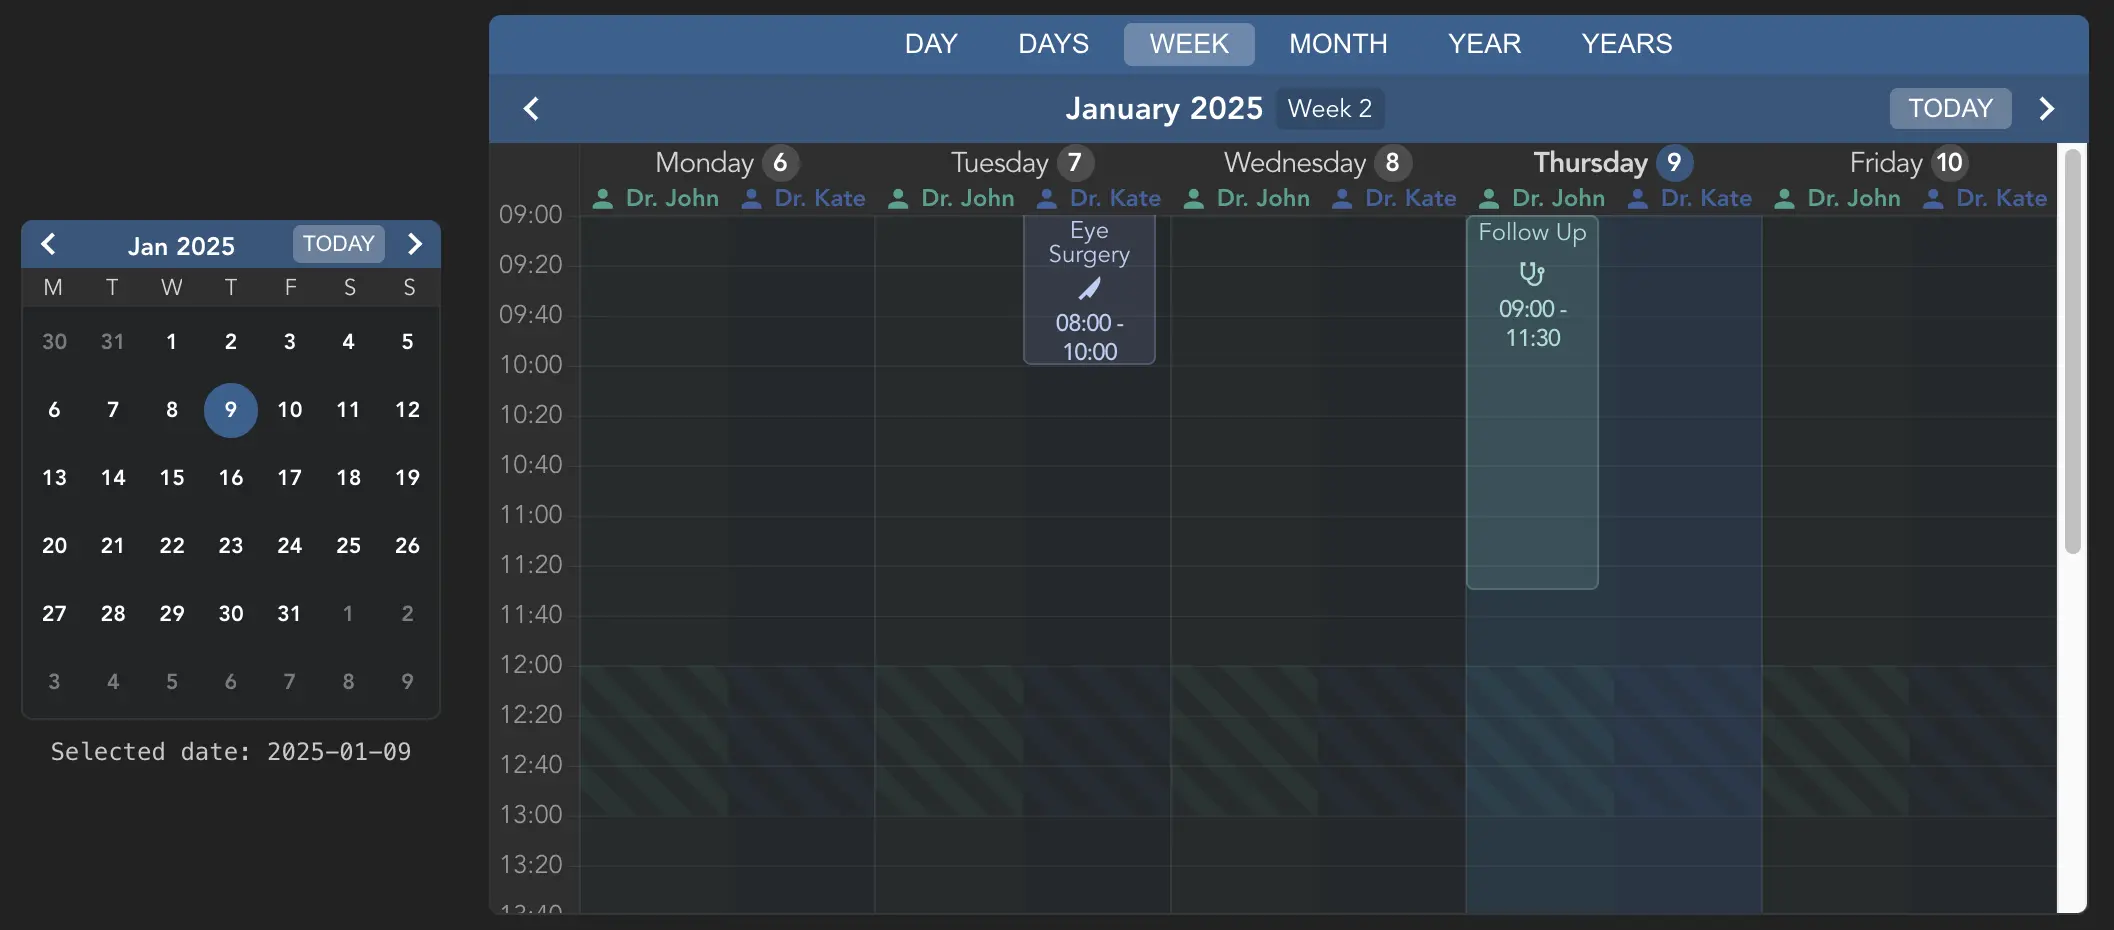 Jan 2025 TODAY
M T W T F S S
30 31 1 2 3 4 5
6 7 8 9 10 11 12
13 14 15 16 17 18 19
20 21 22 23 24 25 26
27 28 29 30 31 1 2
3 4 5 6 7 8 9
Selected date: 2025-01-09
DAY DAYS WEEK MONTH YEAR YEARS
January 2025 Week 2 TODAY
Monday 6 Tuesday 7 Wednesday 8 Thursday 9 Friday 10
Dr. John Dr. Kate Dr. John Dr. Kate Dr. John Dr. Kate Dr. John Dr. Kate Dr. John Dr. Kate
09:00
09:20
09:40
10:00
10:20
10:40
11:00
11:20
11:40
12:00
12:20
12:40
13:00
13:20
13:40
Eye
Surgery
08:00 -
10:00
Follow Up
09:00 -
11:30